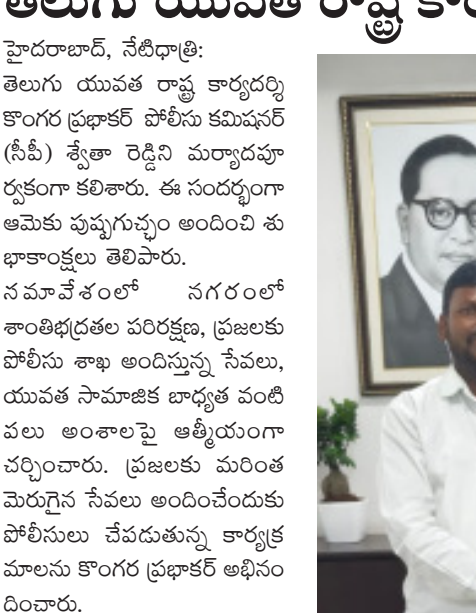 తెలుగు యువత రాష్ట్ర కార్య
హైదరాబాద్, నేటిధాత్రి:
తెలుగు యువత రాష్ట్ర కార్యదర్శి
కొంగర ప్రభాకర్ పోలీసు కమిషనర్
(సీపీ) శ్వేతా రెడ్డిని మర్యాదపూ
ర్వకంగా కలిశారు. ఈ సందర్భంగా
ఆమెకు పుష్పగుచ్ఛం అందించి శు
భాకాంక్షలు తెలిపారు.
సమావేశంలో నగరంలో
శాంతిభద్రతల పరిరక్షణ, ప్రజలకు
పోలీసు శాఖ అందిస్తున్న సేవలు,
యువత సామాజిక బాధ్యత వంటి
పలు అంశాలపై ఆత్మీయంగా
చర్చించారు. ప్రజలకు మరింత
మెరుగైన సేవలు అందించేందుకు
పోలీసులు చేపడుతున్న కార్యక్ర
మాలను కొంగర ప్రభాకర్ అభినం
దించారు.